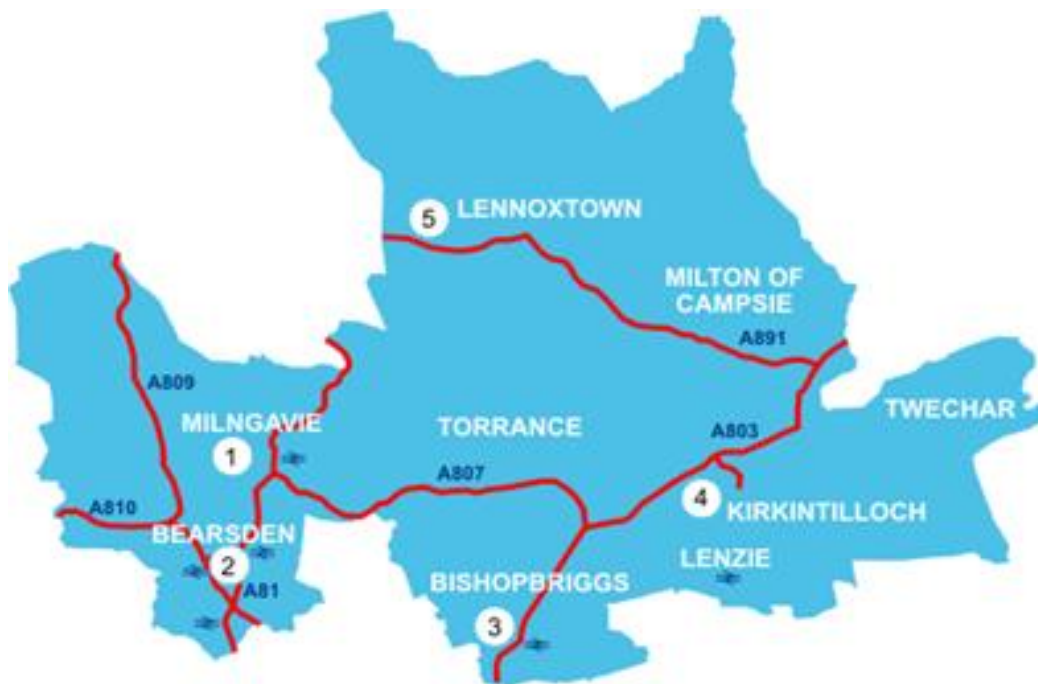 5
LENNOXTOWN
MILTON OF
CAMPSIE
A891
A809
TWECHAR
MILNGAVIE
TORRANCE
A803
1
A807
4
A810
KIRKINTILLOCH
BEARSDEN
2
LENZIE
BISHOPBRIGGS
A81
3